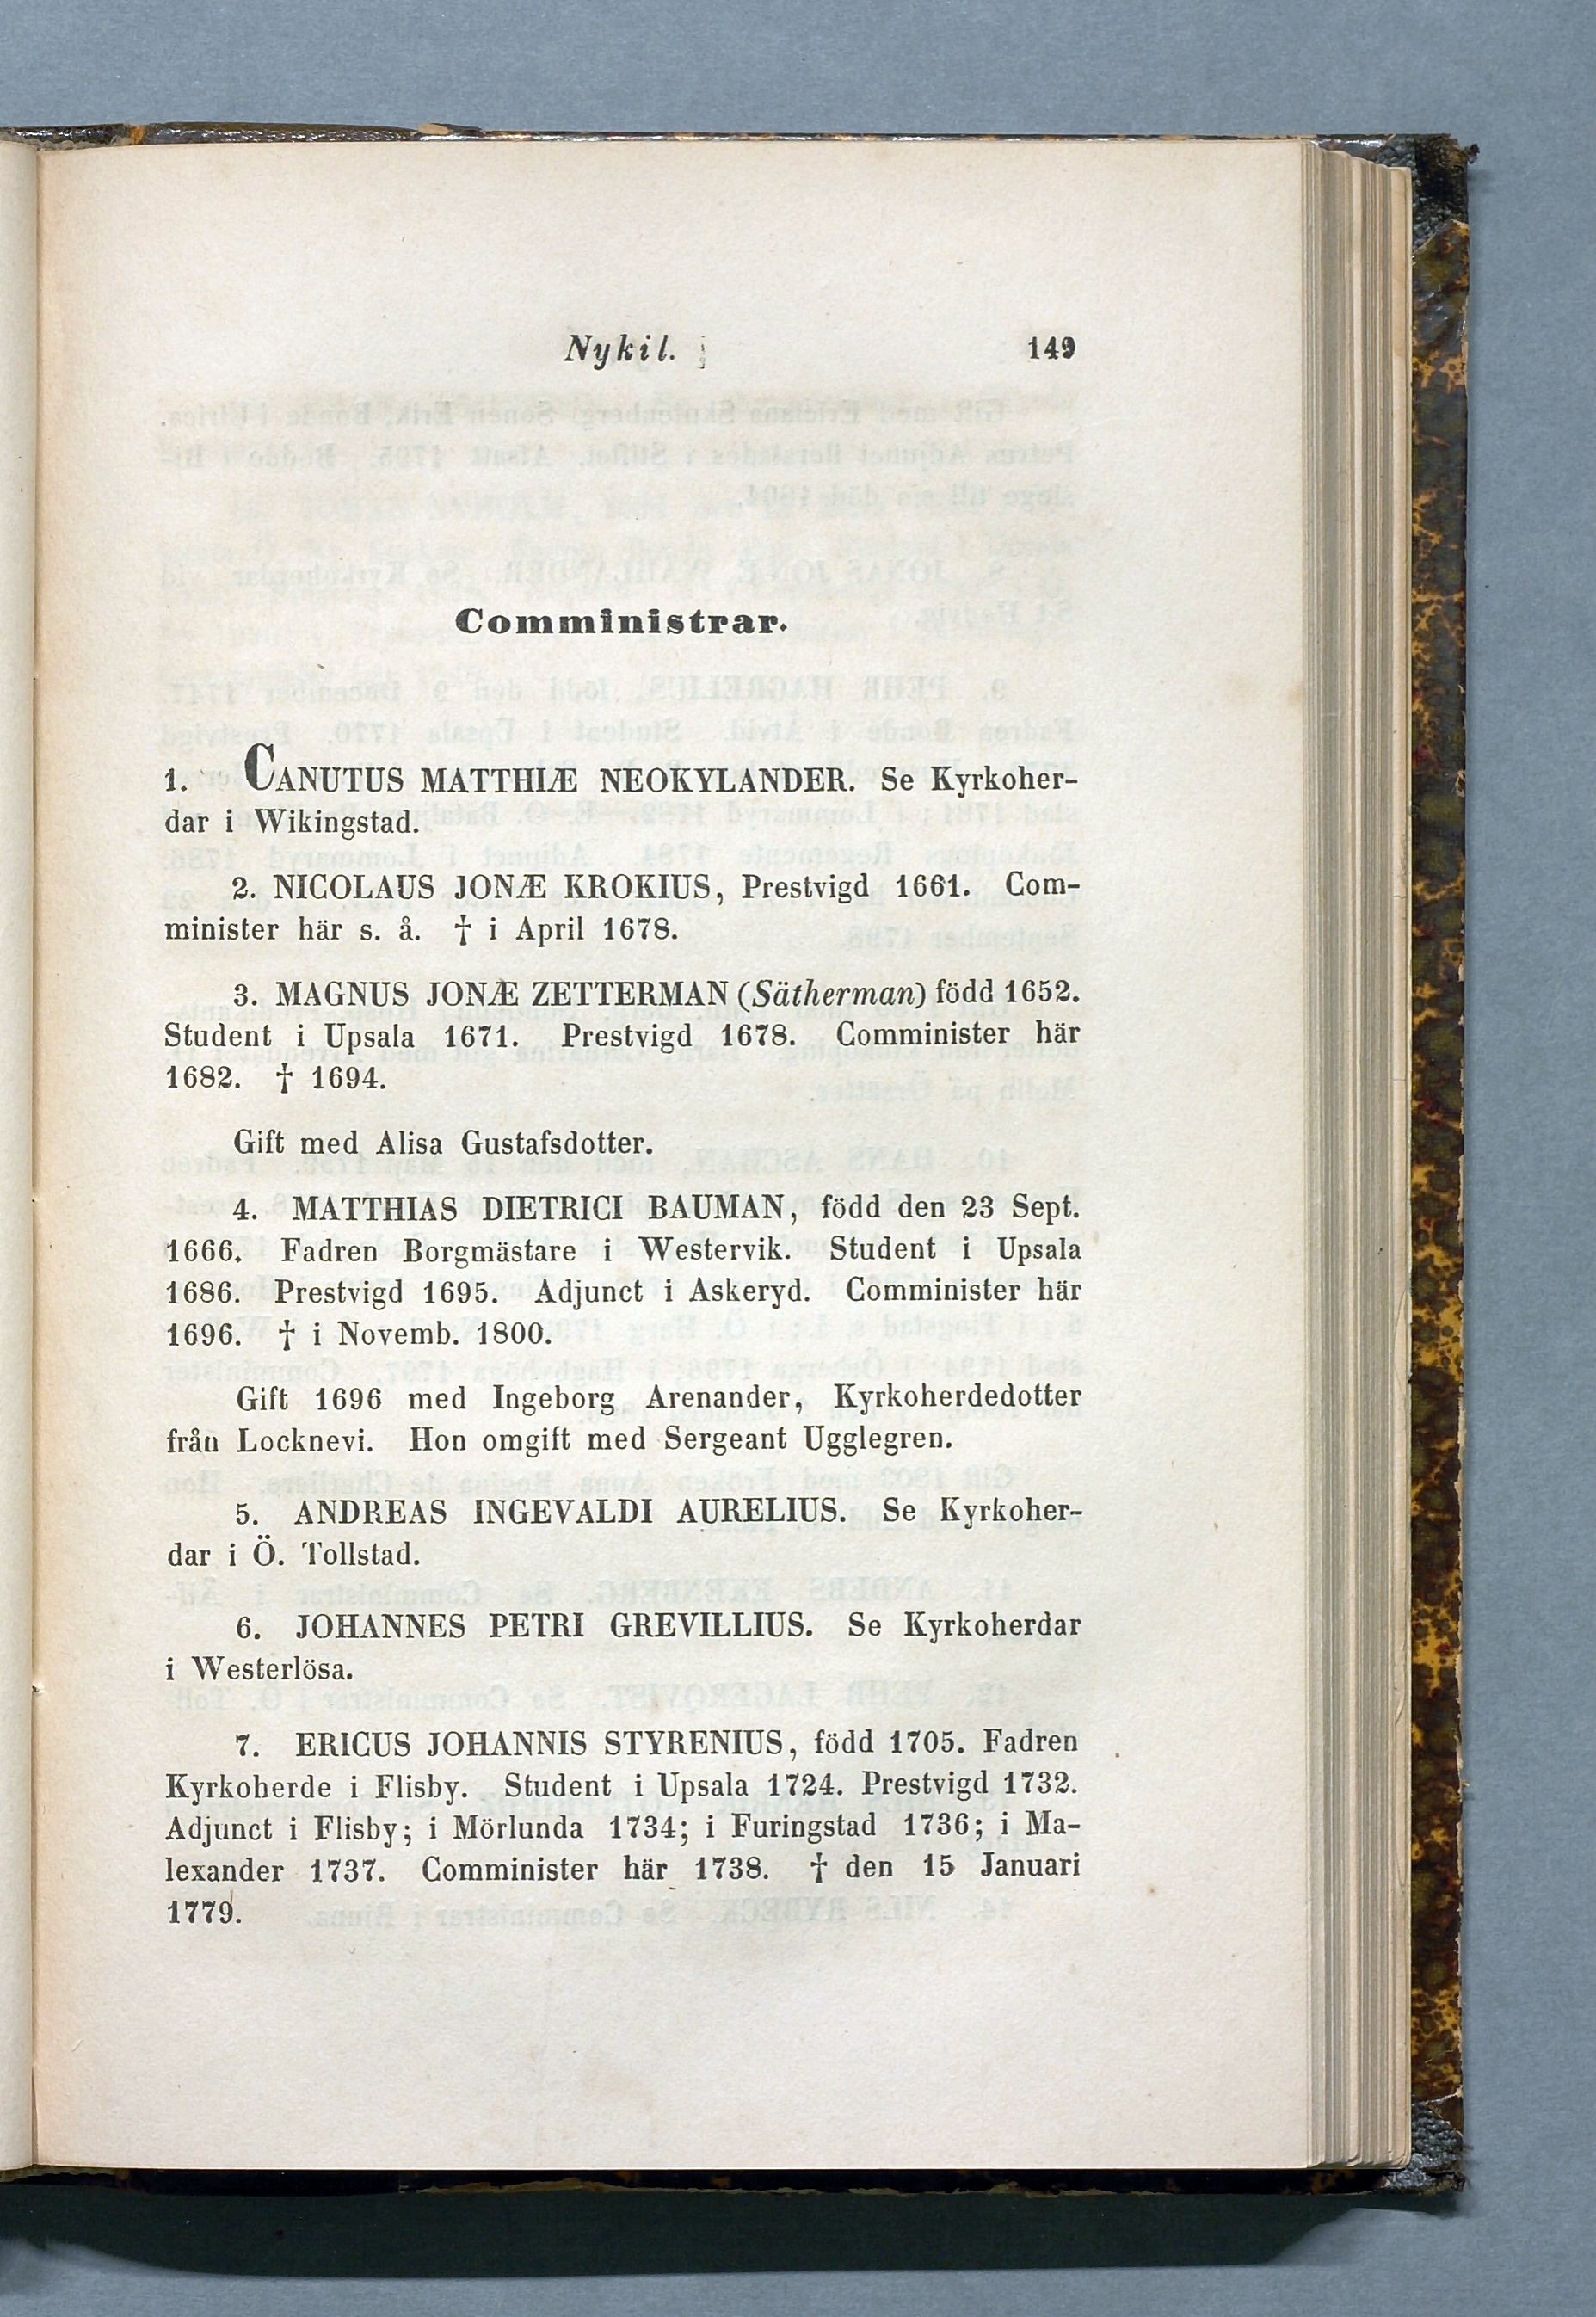 Nykil. 149
Comministrar.
1. CANUTUS MATTHIÆ NEOKYLANDER. Se Kyrkoher-
dar i Wikingstad.
2. NICOLAUS JONÆ KROKIUS, Prestvigd 1661. Com-
minister här s. å. † i April 1678.
3. MAGNUS JONÆ ZETTERMAN (Sätherman) född 1652.
Student i Upsala 1671. Prestvigd 1678. Comminister här
1682. † 1694.
Gift med Alisa Gustafsdotter.
4. MATTHIAS DIETRICI BAUMAN, född den 23 Sept.
1666. Fadren Borgmästare i Westervik. Student i Upsala
1686. Prestvigd 1695. Adjunct i Askeryd. Comminister här
1696. † i Novemb. 1800.
Gift 1696 med Ingeborg Arenander, Kyrkoherdedotter
från Locknevi. Hon omgift med Sergeant Ugglegren.
5. ANDREAS INGEVALDI AURELIUS. Se Kyrkoher-
dar i Ö. Tollstad.
6. JOHANNES PETRI GREVILLIUS. Se Kyrkoherdar
i Westerlösa.
7. ERICUS JOHANNIS STYRENIUS, född 1705. Fadren
Kyrkoherde i Flisby. Student i Upsala 1724. Prestvigd 1732.
Adjunct i Flisby; i Mörlunda 1734; i Furingstad 1736; i Ma-
lexander 1737. Comminister här 1738. † den 15 Januari
1779.